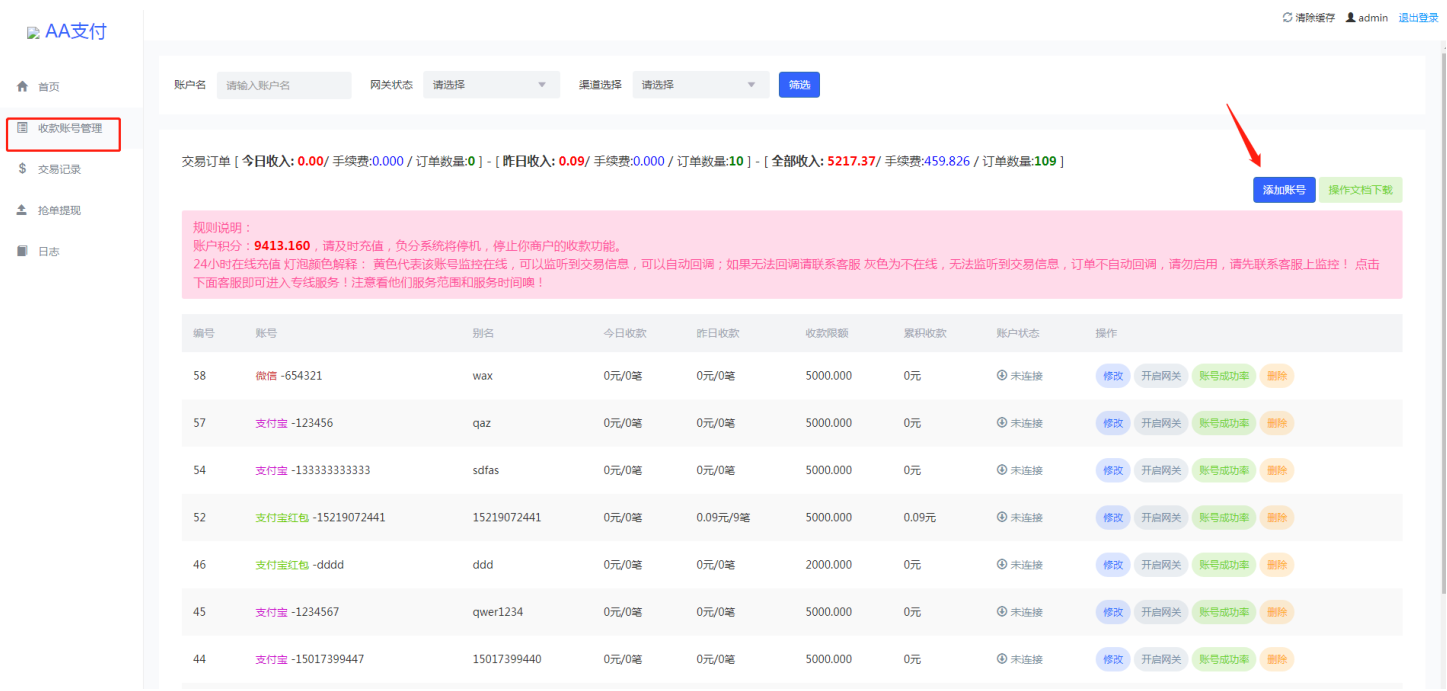 AA支付
清除缓存 admin 退出登录
首页
收款账号管理
交易记录
抢单提现
日志
账户名 请输入账户名 网关状态 请选择 渠道选择 请选择 筛选
交易订单 [ 今日收入: 0.00/ 手续费:0.000 / 订单数量:0 ] - [ 昨日收入: 0.09/ 手续费:0.000 / 订单数量:10 ] - [ 全部收入: 5217.37/ 手续费:459.826 / 订单数量:109 ]
添加账号 操作文档下载
规则说明：
账户积分：9413.160，请及时充值，负分系统将停机，停止你商户的收款功能。
24小时在线充值 灯泡颜色解释： 黄色代表该账号监控在线，可以监听到交易信息，可以自动回调；如果无法回调请联系客服 灰色为不在线，无法监听到交易信息，订单不自动回调，请勿启用，请先联系客服上监控！ 点击
下面客服即可进入专线服务！注意看他们服务范围和服务时间噢！
编号 账号 别名 今日收款 昨日收款 收款限额 累积收款 账户状态 操作
58 微信 -654321 wax 0元/0笔 0元/0笔 5000.000 0元 未连接 修改 开启网关 账号成功率 删除
57 支付宝 -123456 qaz 0元/0笔 0元/0笔 5000.000 0元 未连接 修改 开启网关 账号成功率 删除
54 支付宝 -133333333333 sdfas 0元/0笔 0元/0笔 5000.000 0元 未连接 修改 开启网关 账号成功率 删除
52 支付宝红包 -15219072441 15219072441 0元/0笔 0.09元/9笔 5000.000 0.09元 未连接 修改 开启网关 账号成功率 删除
46 支付宝红包 -dddd ddd 0元/0笔 0元/0笔 2000.000 0元 未连接 修改 开启网关 账号成功率 删除
45 支付宝 -1234567 qwer1234 0元/0笔 0元/0笔 5000.000 0元 未连接 修改 开启网关 账号成功率 删除
44 支付宝 -15017399447 15017399440 0元/0笔 0元/0笔 5000.000 0元 未连接 修改 开启网关 账号成功率 删除